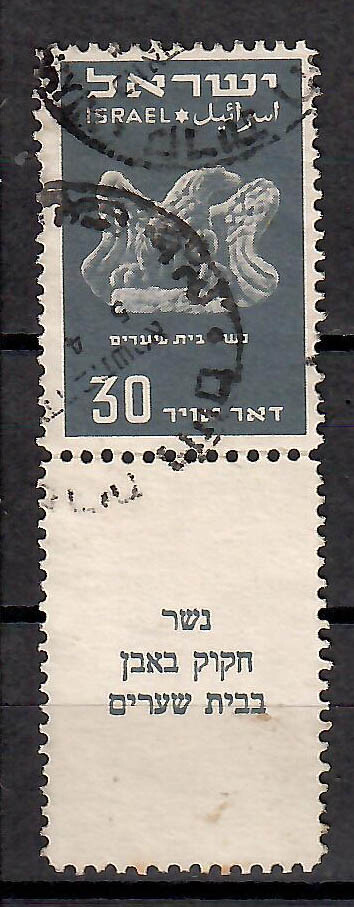 ישראל
ISRAEL ✡ اسرائيل
נשר בית שערים
30 דאר אויר
נשר
חקוק באבן
בבית שערים